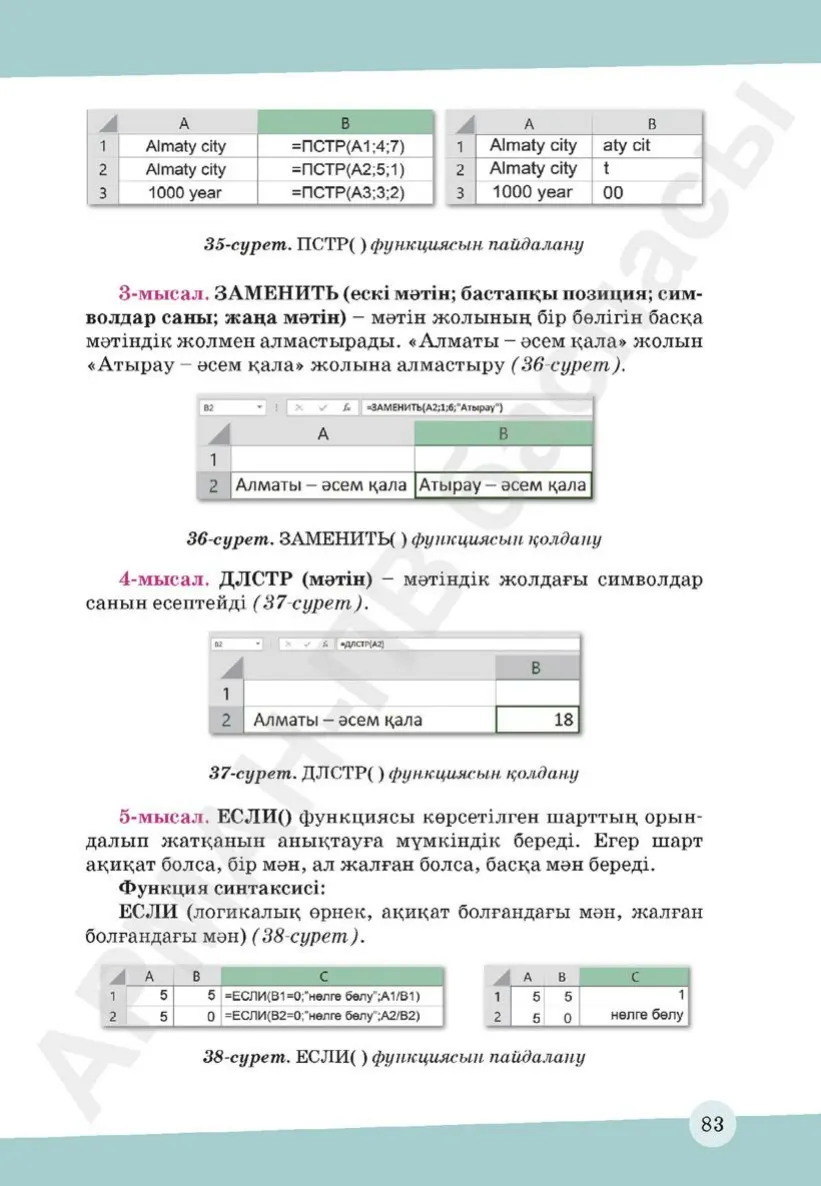 A B
1 Almaty city =ПСТР(A1;4;7)
2 Almaty city =ПСТР(A2;5;1)
3 1000 year =ПСТР(A3;3;2)
A B
1 Almaty city aty cit
2 Almaty city t
3 1000 year 00
35-сурет. ПСТР( ) функциясын пайдалану
3-мысал. ЗАМЕНИТЬ (ескі мәтін; бастапқы позиция; сим-
волдар саны; жаңа мәтін) – мәтін жолының бір бөлігін басқа
мәтіндік жолмен алмастырады. «Алматы – әсем қала» жолын
«Атырау – әсем қала» жолына алмастыру (36-сурет).
B2 fx =ЗАМЕНИТЬ(A2;1;6;"Атырау")
A B
1
2 Алматы – әсем қала Атырау – әсем қала
36-сурет. ЗАМЕНИТЬ( ) функциясын қолдану
4-мысал. ДЛСТР (мәтін) – мәтіндік жолдағы символдар
санын есептейді (37-сурет).
B2 fx =ДЛСТР(A2)
B
1
2 Алматы – әсем қала 18
37-сурет. ДЛСТР( ) функциясын қолдану
5-мысал. ЕСЛИ() функциясы көрсетілген шарттың орын-
далып жатқанын анықтауға мүмкіндік береді. Егер шарт
ақиқат болса, бір мән, ал жалған болса, басқа мән береді.
Функция синтаксисі:
ЕСЛИ (логикалық өрнек, ақиқат болғандағы мән, жалған
болғандағы мән) (38-сурет).
A B C
1 5 5 =ЕСЛИ(B1=0;"нөлге бөлу";A1/B1)
2 5 0 =ЕСЛИ(B2=0;"нөлге бөлу";A2/B2)
A B C
1 5 5 1
2 5 0 нөлге бөлу
38-сурет. ЕСЛИ( ) функциясын пайдалану
83
АРМАН-ПВ баспасы